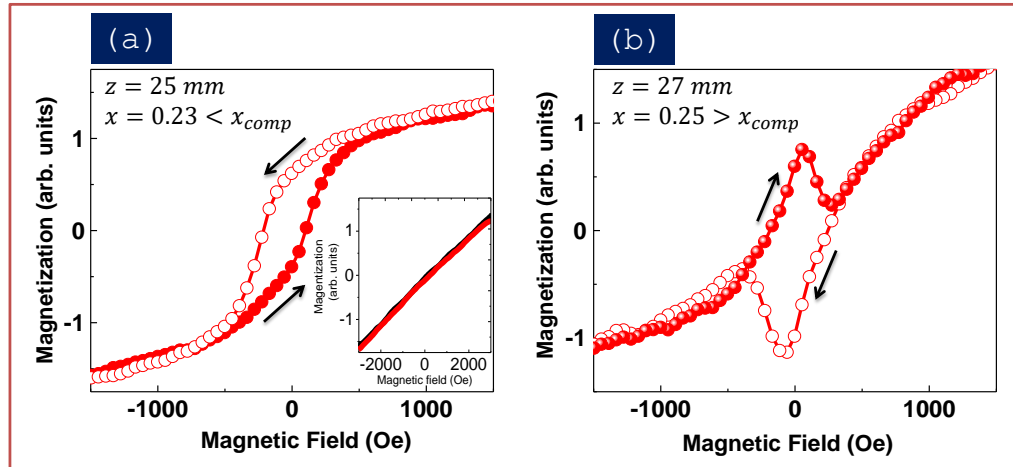 (a)
z = 25 mm
x = 0.23 < x_comp
Magnetization (arb. units)
1
0
-1
-1000 0 1000
Magnetic Field (Oe)
Magentization
(arb. units)
1
0
-1
-2000 0 2000
Magnetic field (Oe)
(b)
z = 27 mm
x = 0.25 > x_comp
Magnetization (arb. units)
1
0
-1
-1000 0 1000
Magnetic Field (Oe)